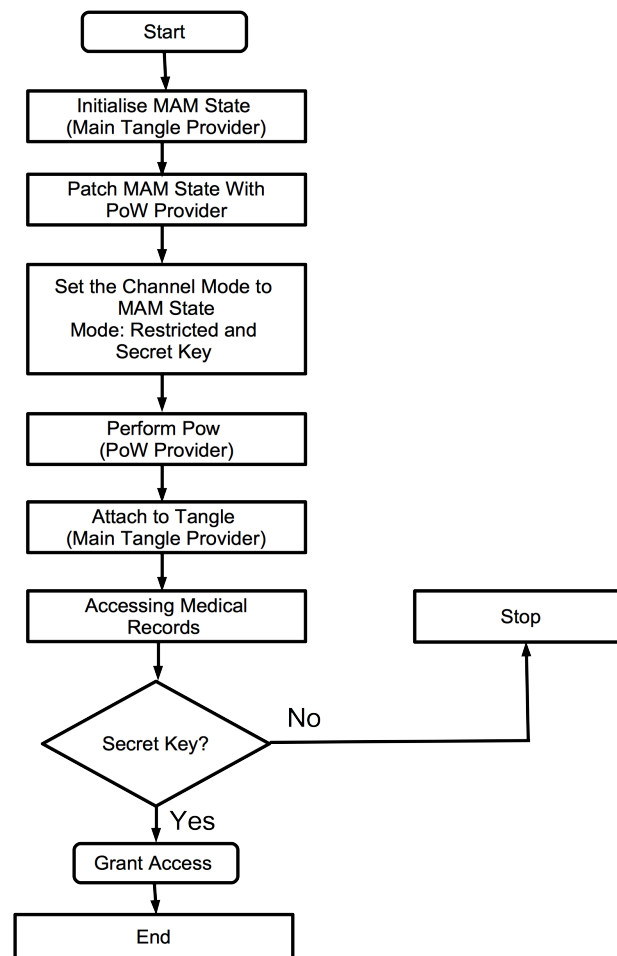 Start
Initialise MAM State
(Main Tangle Provider)
Patch MAM State With
PoW Provider
Set the Channel Mode to
MAM State
Mode: Restricted and
Secret Key
Perform Pow
(PoW Provider)
Attach to Tangle
(Main Tangle Provider)
Accessing Medical
Records
Stop
Secret Key?
No
Yes
Grant Access
End